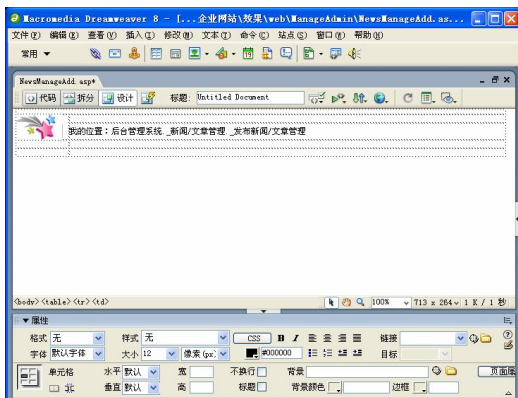 Macromedia Dreamweaver 8 - [...企业网站\效果\web\ManageAdmin\NewsManageAdd.as...
文件(F) 编辑(E) 查看(V) 插入(I) 修改(M) 文本(T) 命令(C) 站点(S) 窗口(W) 帮助(H)
常用
NewsManageAdd.asp*
代码 拆分 设计 标题: Untitled Document
我的位置：后台管理系统._新闻/文章管理._发布新闻/文章管理
<body> <table> <tr> <td> 100% 713 x 264 1 K / 1 秒
属性
格式 无 样式 无 CSS B I 链接
字体 默认字体 大小 12 像素(px) #000000 目标
单元格 水平 默认 宽 不换行 背景 页面属
垂直 默认 高 标题 背景颜色 边框